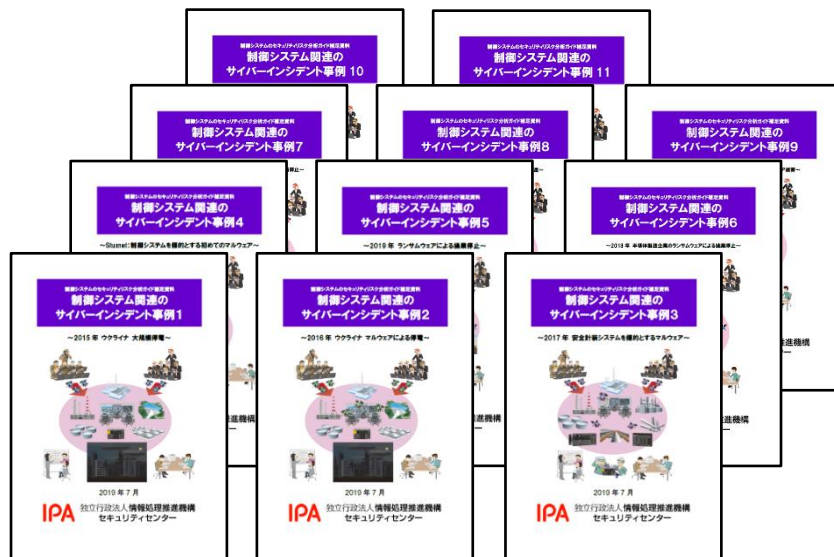 制御システムのセキュリティリスク分析ガイド補足資料
制御システム関連の
サイバーインシデント事例 10
制御システムのセキュリティリスク分析ガイド補足資料
制御システム関連の
サイバーインシデント事例 11
制御システムのセキュリティリスク分析ガイド補足資料
制御システム関連の
サイバーインシデント事例7
停止~
制御システムのセキュリティリスク分析ガイド補足資料
制御システム関連の
サイバーインシデント事例8
制御システムのセキュリティリスク分析ガイド補足資料
制御システム関連の
サイバーインシデント事例9
制御システムのセキュリティリスク分析ガイド補足資料
制御システム関連の
サイバーインシデント事例4
~Stuxnet:制御システムを標的とする初めてのマルウェア~
制御システムのセキュリティリスク分析ガイド補足資料
制御システム関連の
サイバーインシデント事例5
~2019年 ランサムウェアによる操業停止~
制御システムのセキュリティリスク分析ガイド補足資料
制御システム関連の
サイバーインシデント事例6
~2018年 半導体製造企業のランサムウェアによる操業停止~
制御システムのセキュリティリスク分析ガイド補足資料
制御システム関連の
サイバーインシデント事例1
~2015年 ウクライナ 大規模停電~
2019年7月
IPA 独立行政法人情報処理推進機構
セキュリティセンター
制御システムのセキュリティリスク分析ガイド補足資料
制御システム関連の
サイバーインシデント事例2
~2016年 ウクライナ マルウェアによる停電~
2019年7月
IPA 独立行政法人情報処理推進機構
セキュリティセンター
制御システムのセキュリティリスク分析ガイド補足資料
制御システム関連の
サイバーインシデント事例3
~2017年 安全計装システムを標的とするマルウェア~
2019年7月
IPA 独立行政法人情報処理推進機構
セキュリティセンター